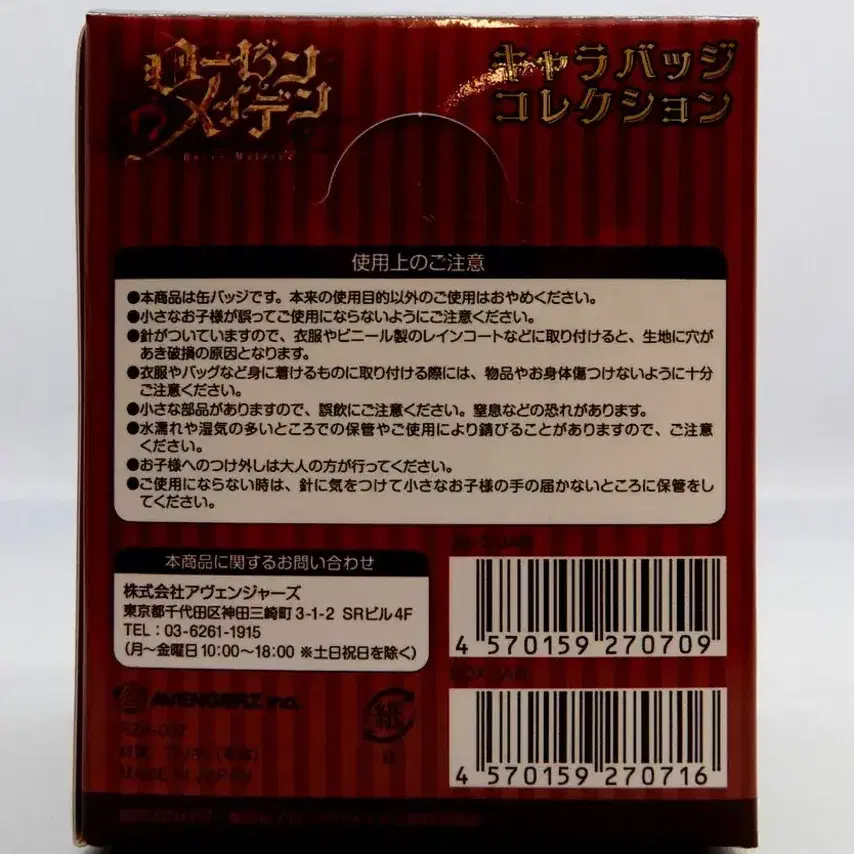 ローゼン
メイデン
キャラバッジ
コレクション
使用上のご注意
●本商品は缶バッジです。本来の使用目的以外のご使用はおやめください。
●小さなお子様が誤ってご使用にならないようにご注意ください。
●針がついていますので、衣服やビニール製のレインコートなどに取り付けると、生地に穴が
あき破損の原因となります。
●衣服やバッグなど身に着けるものに取り付ける際には、物品やお身体傷つけないように十分
ご注意ください。
●小さな部品がありますので、誤飲にご注意ください。窒息などの恐れがあります。
●水濡れや湿気の多いところでの保管やご使用により錆びることがありますので、ご注意
ください。
●お子様へのつけ外しは大人の方が行ってください。
●ご使用にならない時は、針に気をつけて小さなお子様の手の届かないところに保管をし
てください。
本商品に関するお問い合わせ
株式会社アヴェンジャーズ
東京都千代田区神田三崎町3-1-2 SRビル4F
TEL：03-6261-1915
(月～金曜日10:00～18:00 ※土日祝日を除く)
4 570159 270709
4 570159 270716
AVENGERZ inc.
紙
箱
MADE IN JAPAN